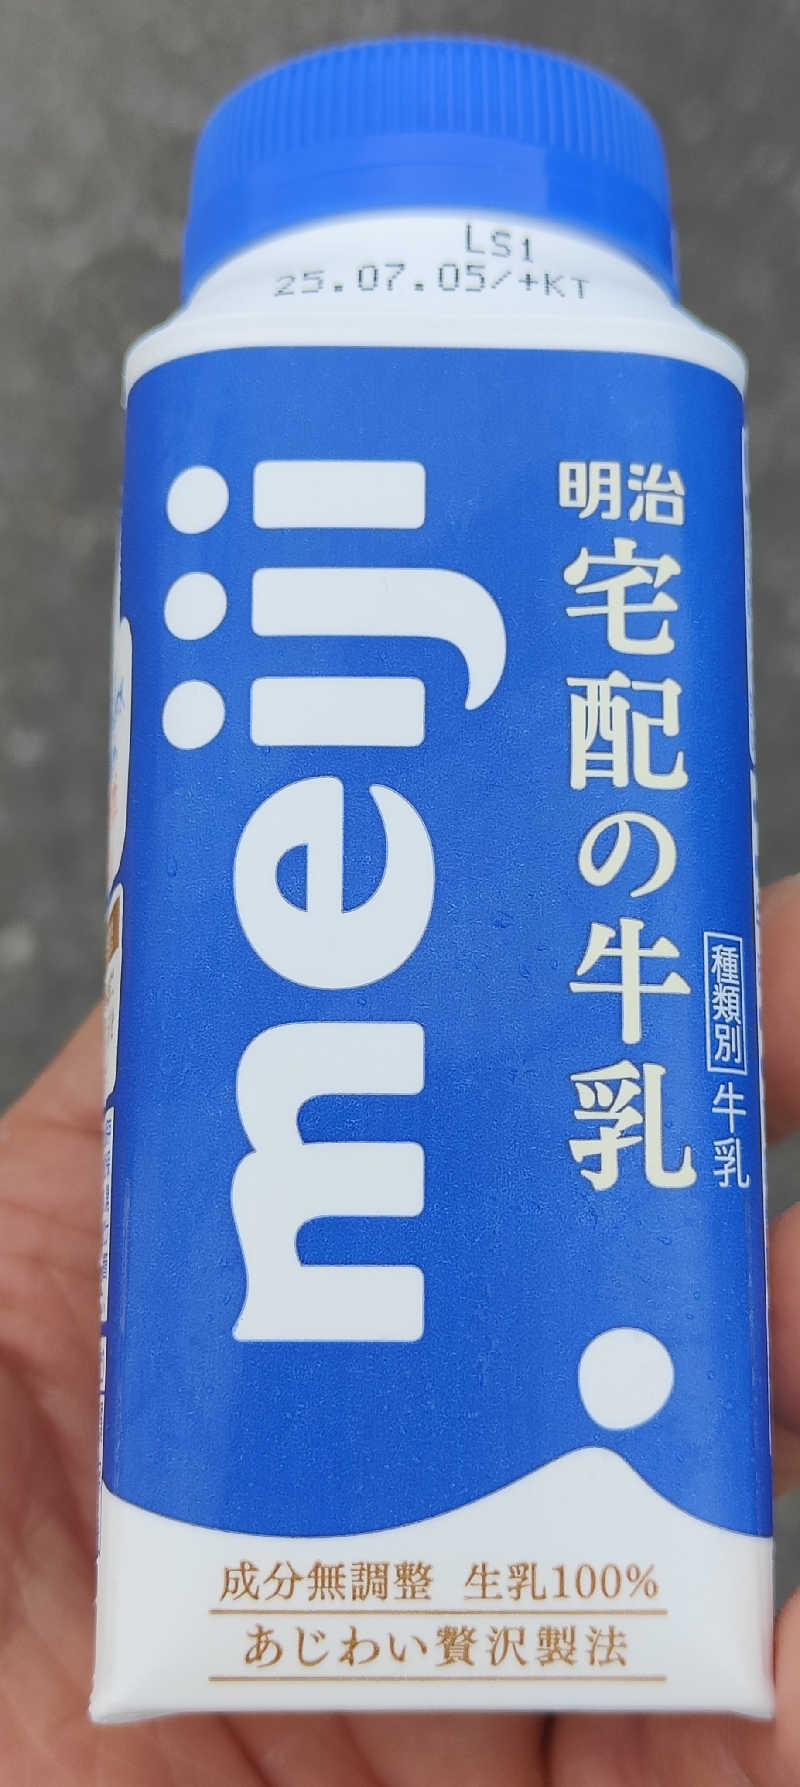 LS1
25.07.05/+KT
meiji
明治
宅配の牛乳
種類別 牛乳
成分無調整 生乳100%
あじわい贅沢製法